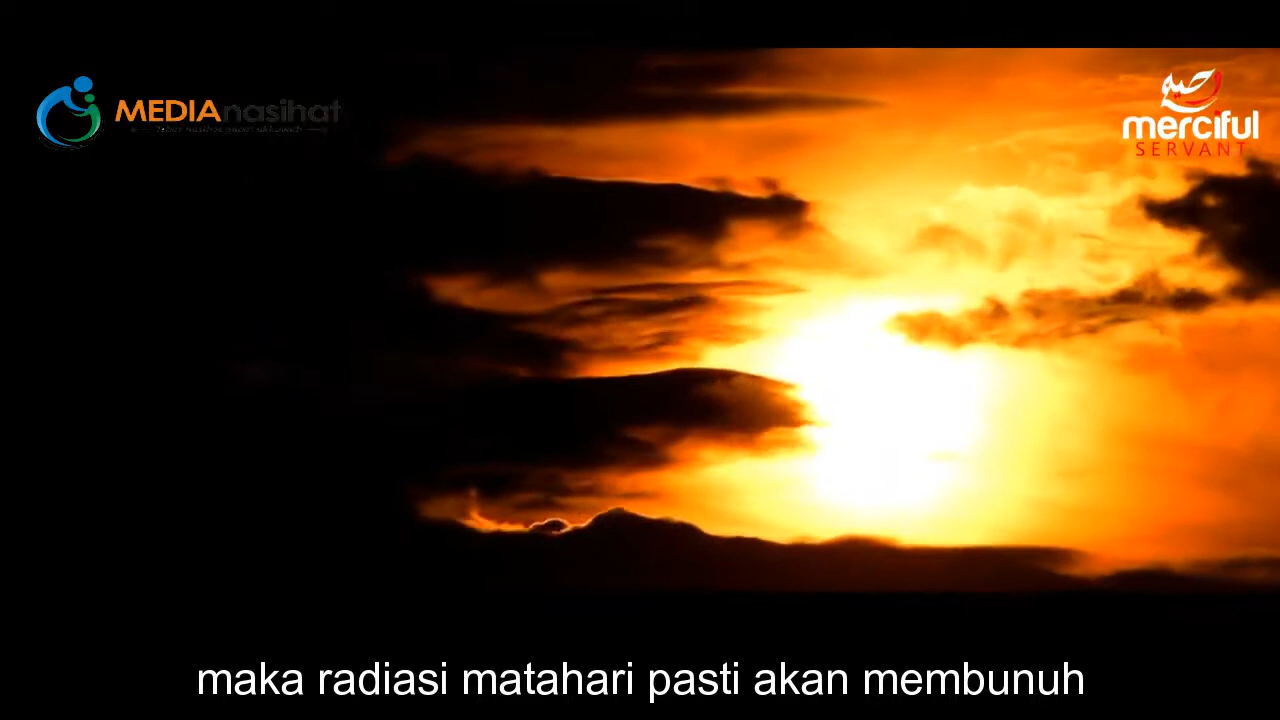 MEDIAnasihat
merciful
SERVANT
maka radiasi matahari pasti akan membunuh